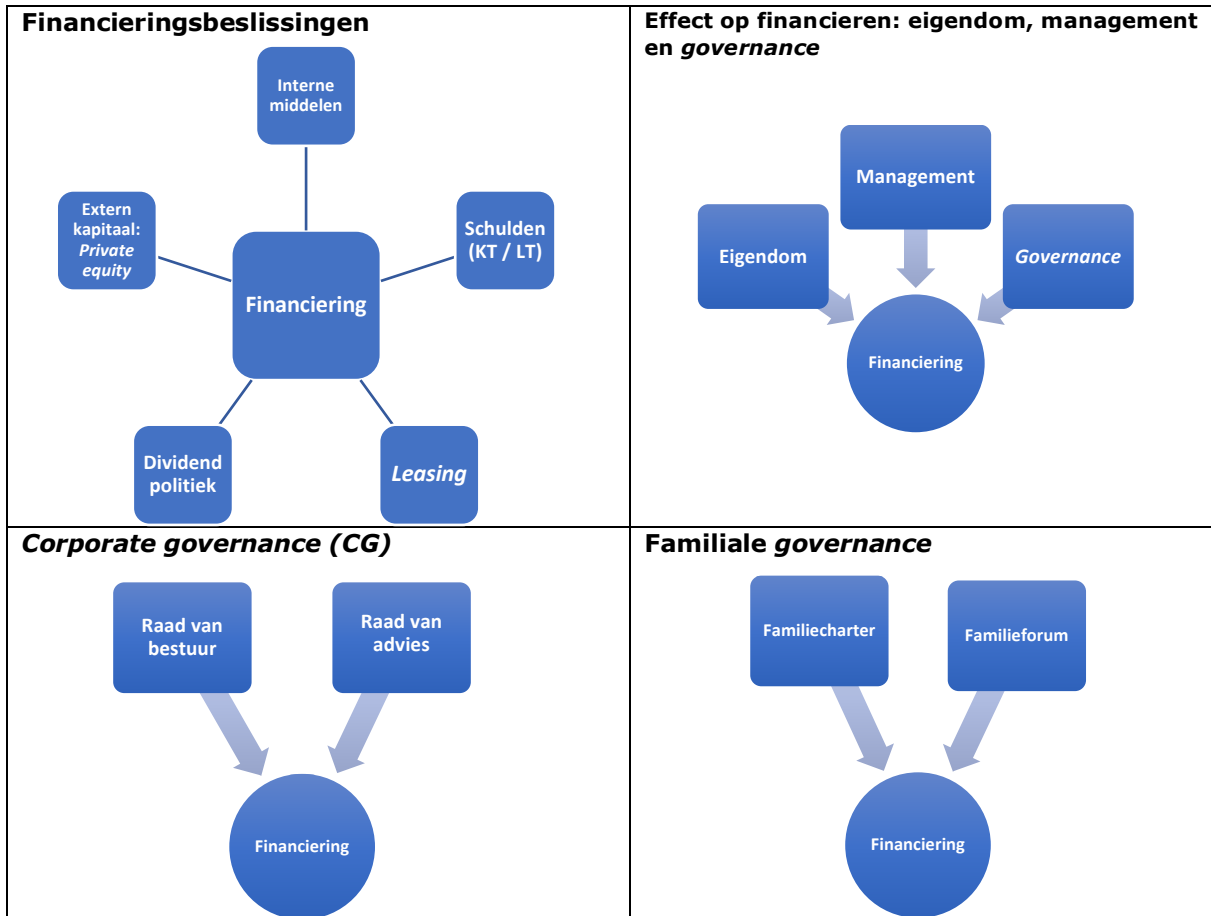 Financieringsbeslissingen
Interne
middelen
Extern
kapitaal:
Private
equity
Schulden
(KT / LT)
Financiering
Dividend
politiek
Leasing
Effect op financieren: eigendom, management
en governance
Management
Eigendom
Governance
Financiering
Corporate governance (CG)
Raad van
bestuur
Raad van
advies
Financiering
Familiale governance
Familiecharter
Familieforum
Financiering